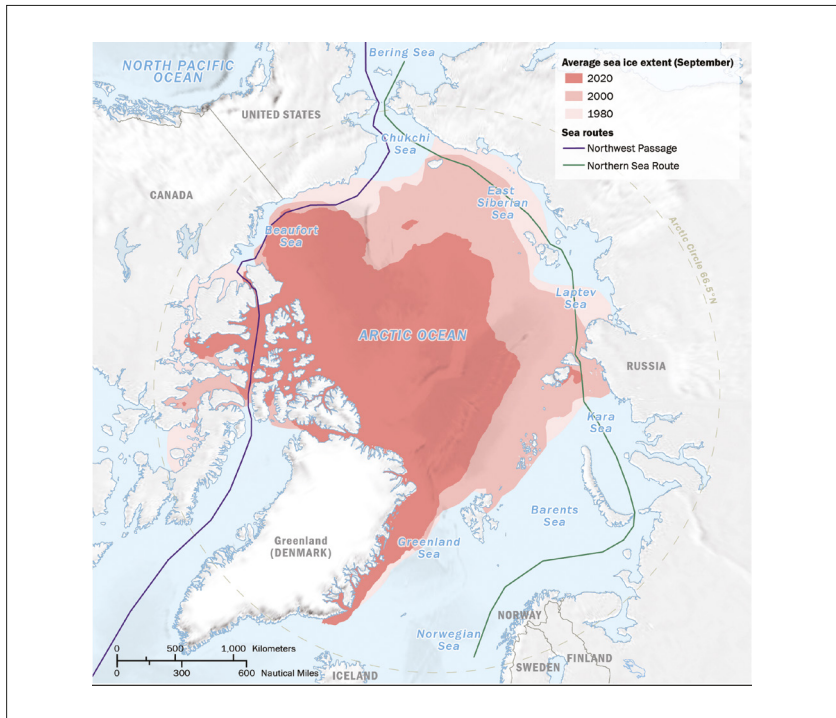 Bering Sea
NORTH PACIFIC
OCEAN
Average sea ice extent (September)
2020
2000
1980
Sea routes
Northwest Passage
Northern Sea Route
UNITED STATES
Chukchi
Sea
CANADA
East
Siberian
Sea
Beaufort
Sea
Arctic Circle 66.5°N
Laptev
Sea
ARCTIC OCEAN
RUSSIA
Kara
Sea
Barents
Sea
Greenland
(DENMARK)
Greenland
Sea
NORWAY
Norwegian
Sea
SWEDEN
FINLAND
ICELAND
0 500 1,000 Kilometers
0 300 600 Nautical Miles